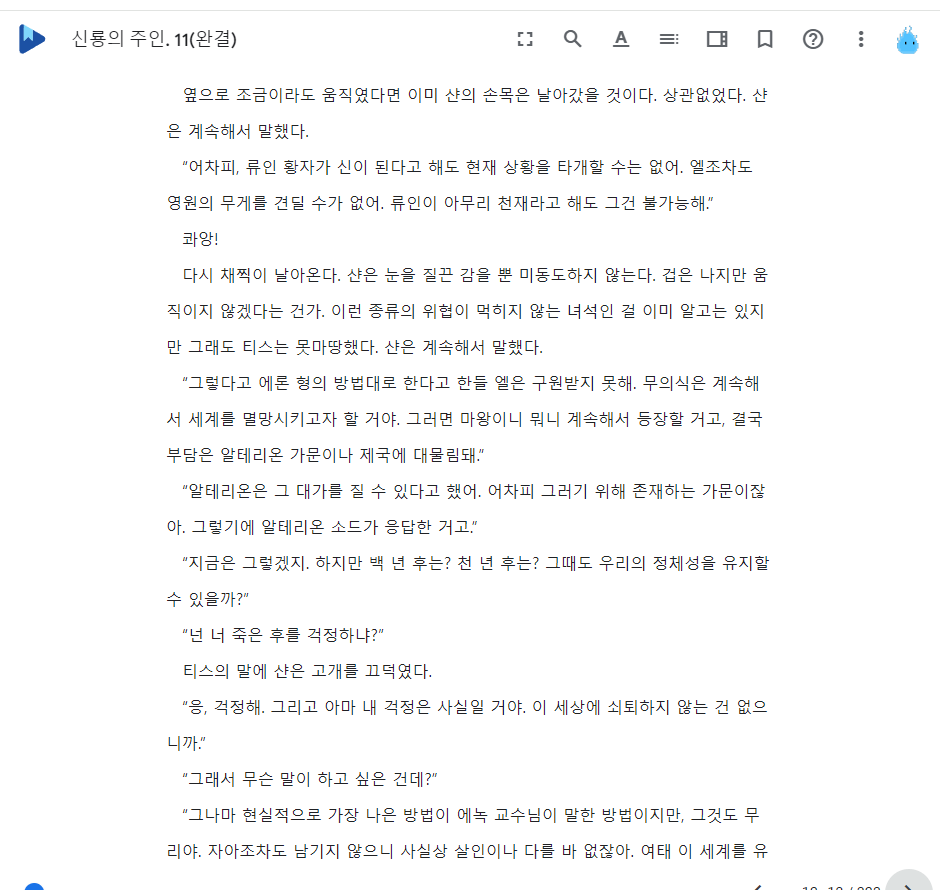 신룡의 주인. 11(완결)
옆으로 조금이라도 움직였다면 이미 샨의 손목은 날아갔을 것이다. 상관없었다. 샨
은 계속해서 말했다.
“어차피, 류인 황자가 신이 된다고 해도 현재 상황을 타개할 수는 없어. 엘조차도
영원의 무게를 견딜 수가 없어. 류인이 아무리 천재라고 해도 그건 불가능해.”
콰앙!
다시 채찍이 날아온다. 샨은 눈을 질끈 감을 뿐 미동도하지 않는다. 겁은 나지만 움
직이지 않겠다는 건가. 이런 종류의 위협이 먹히지 않는 녀석인 걸 이미 알고는 있지
만 그래도 티스는 못마땅했다. 샨은 계속해서 말했다.
“그렇다고 에론 형의 방법대로 한다고 한들 엘은 구원받지 못해. 무의식은 계속해
서 세계를 멸망시키고자 할 거야. 그러면 마왕이니 뭐니 계속해서 등장할 거고, 결국
부담은 알테리온 가문이나 제국에 대물림돼.”
“알테리온은 그 대가를 질 수 있다고 했어. 어차피 그러기 위해 존재하는 가문이잖
아. 그렇기에 알테리온 소드가 응답한 거고.”
“지금은 그렇겠지. 하지만 백 년 후는? 천 년 후는? 그때도 우리의 정체성을 유지할
수 있을까?”
“넌 너 죽은 후를 걱정하냐?”
티스의 말에 샨은 고개를 끄덕였다.
“응, 걱정해. 그리고 아마 내 걱정은 사실일 거야. 이 세상에 쇠퇴하지 않는 건 없으
니까.”
“그래서 무슨 말이 하고 싶은 건데?”
“그나마 현실적으로 가장 나은 방법이 에녹 교수님이 말한 방법이지만, 그것도 무
리야. 자아조차도 남기지 않으니 사실상 살인이나 다를 바 없잖아. 여태 이 세계를 유